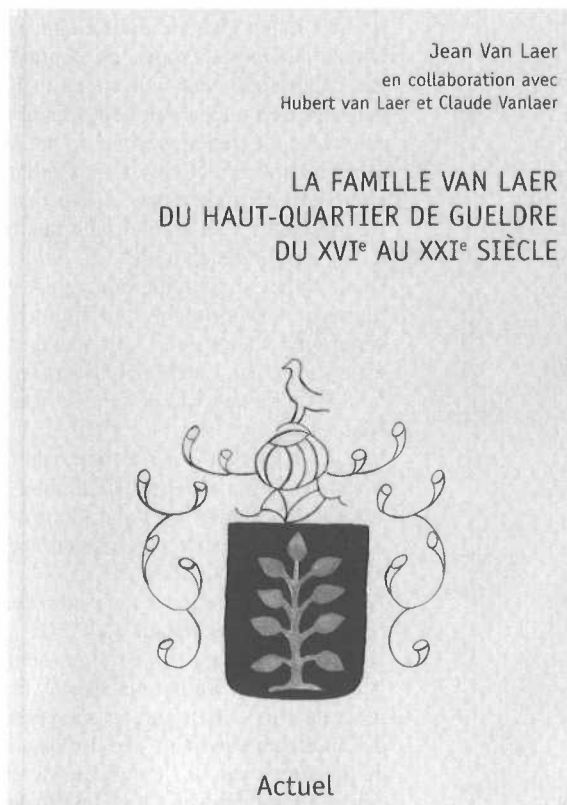 Jean Van Laer
en collaboration avec
Hubert van Laer et Claude Vanlaer
LA FAMILLE VAN LAER
DU HAUT-QUARTIER DE GUELDRE
DU XVIᵉ AU XXIᵉ SIÈCLE
Actuel